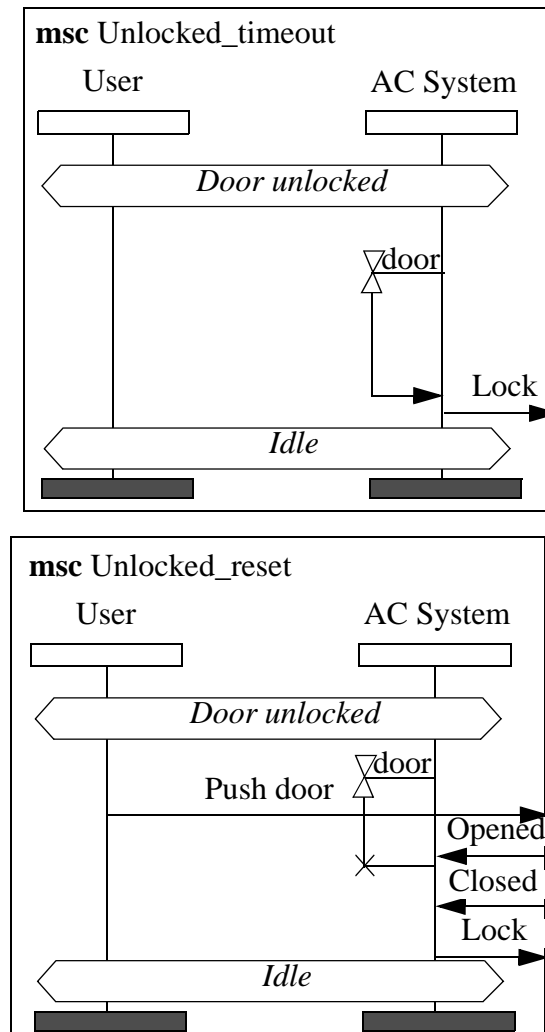 msc Unlocked_timeout
User AC System
Door unlocked
door
Lock
Idle
msc Unlocked_reset
User AC System
Door unlocked
door
Push door
Opened
Closed
Lock
Idle